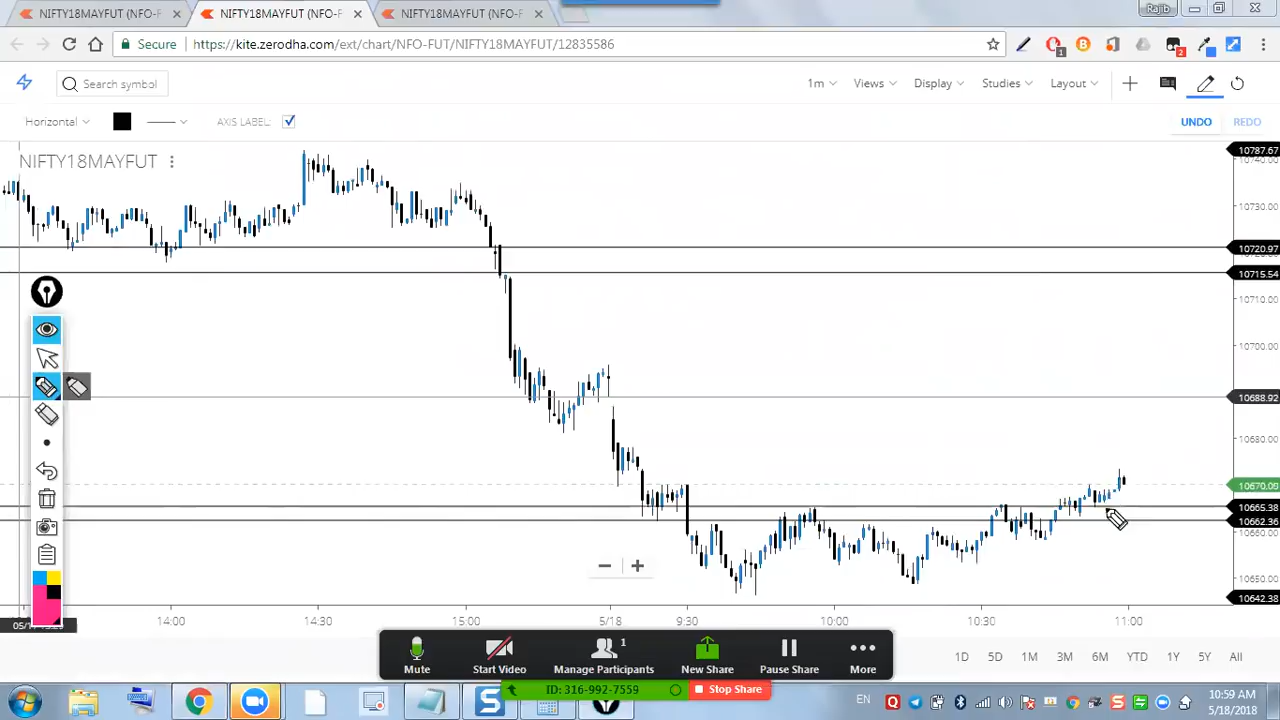 NIFTY18MAYFUT (NFO-F
NIFTY18MAYFUT (NFO-F
NIFTY18MAYFUT (NFO-F
Rajib
Secure
https://kite.zerodha.com/ext/chart/NFO-FUT/NIFTY18MAYFUT/12835586
1
2
Search symbol
1m
Views
Display
Studies
Layout
Horizontal
AXIS LABEL:
UNDO
REDO
NIFTY18MAYFUT
10787.67
10740.00
10730.00
10720.97
10715.54
10710.00
10700.00
10688.92
10680.00
10670.09
10665.38
10662.36
10660.00
10650.00
10642.38
14:00
14:30
15:00
5/18
9:30
10:00
10:30
11:00
Mute
Start Video
1
Manage Participants
New Share
Pause Share
More
ID: 316-992-7559
Stop Share
1D
5D
1M
3M
6M
YTD
1Y
5Y
All
EN
10:59 AM
5/18/2018